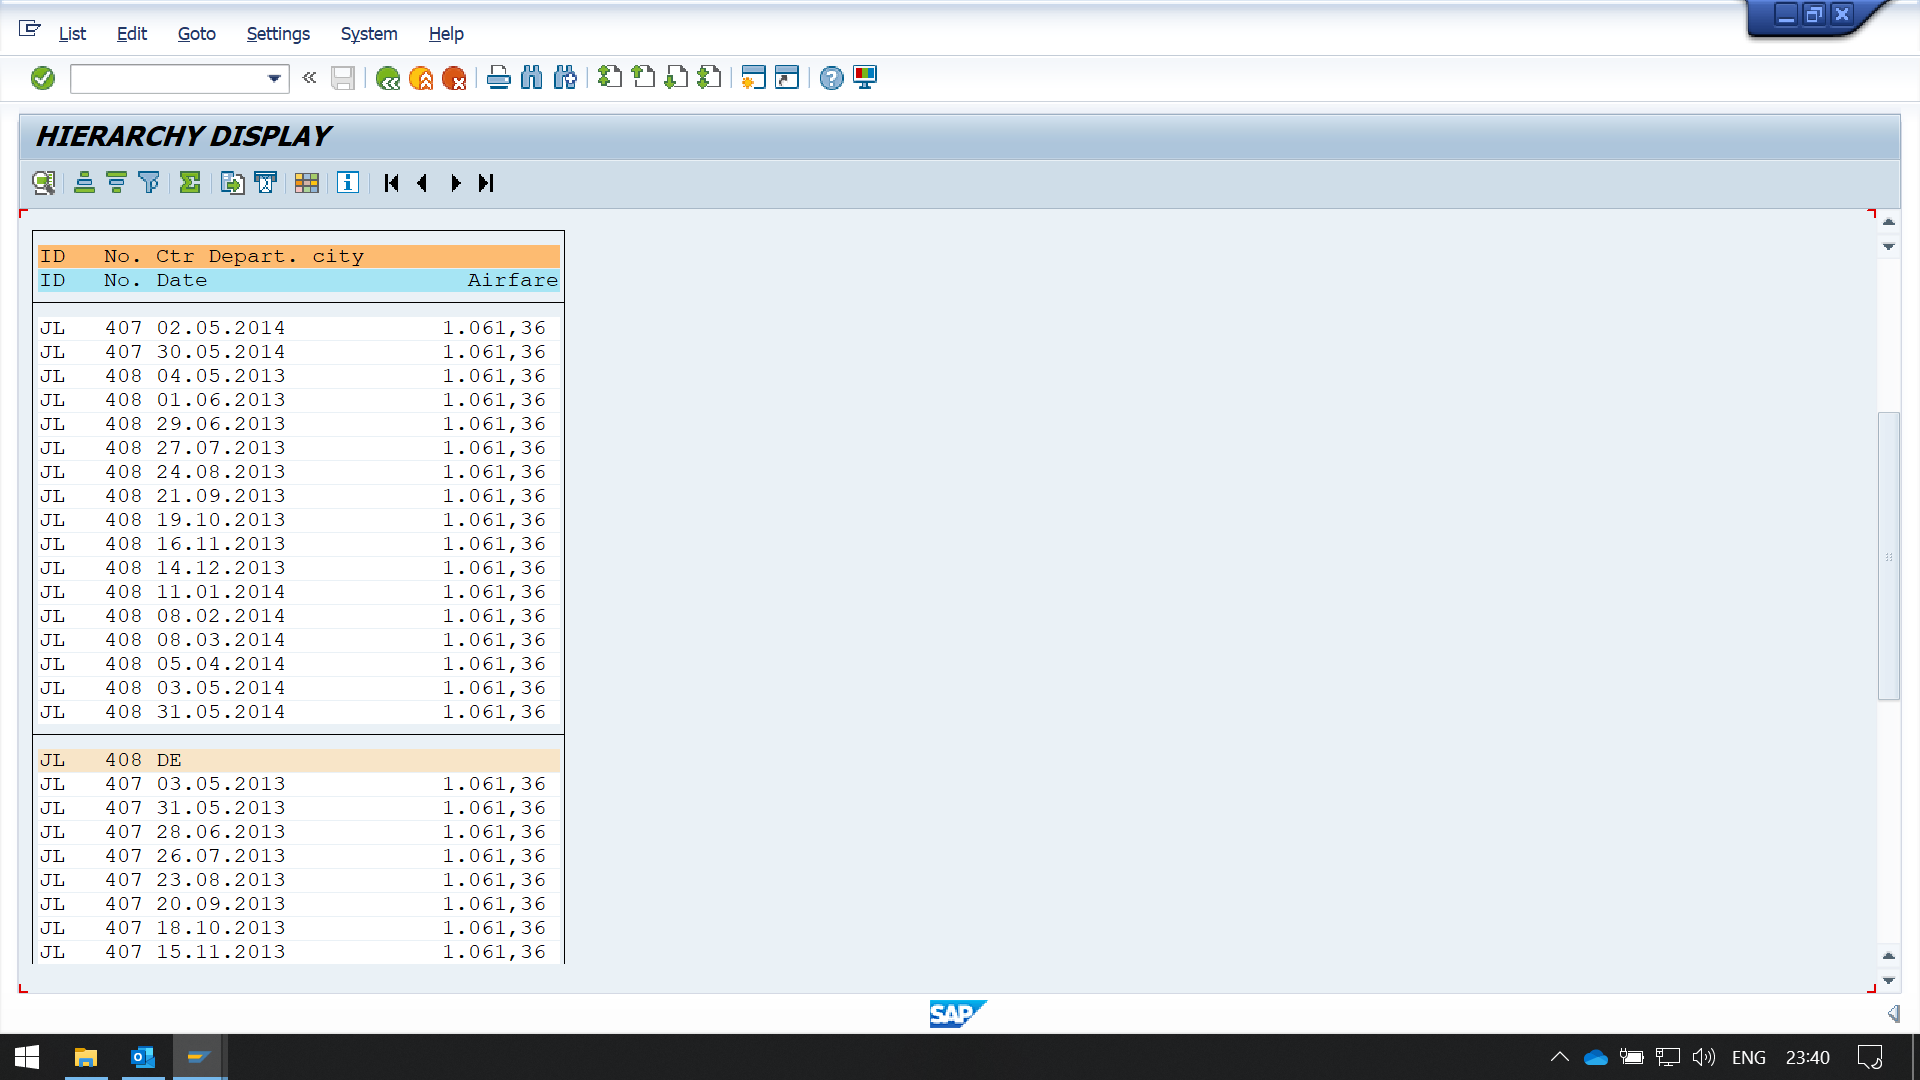 List Edit Goto Settings System Help
HIERARCHY DISPLAY
ID No. Ctr Depart. city
ID No. Date Airfare
JL 407 02.05.2014 1.061,36
JL 407 30.05.2014 1.061,36
JL 408 04.05.2013 1.061,36
JL 408 01.06.2013 1.061,36
JL 408 29.06.2013 1.061,36
JL 408 27.07.2013 1.061,36
JL 408 24.08.2013 1.061,36
JL 408 21.09.2013 1.061,36
JL 408 19.10.2013 1.061,36
JL 408 16.11.2013 1.061,36
JL 408 14.12.2013 1.061,36
JL 408 11.01.2014 1.061,36
JL 408 08.02.2014 1.061,36
JL 408 08.03.2014 1.061,36
JL 408 05.04.2014 1.061,36
JL 408 03.05.2014 1.061,36
JL 408 31.05.2014 1.061,36
JL 408 DE
JL 407 03.05.2013 1.061,36
JL 407 31.05.2013 1.061,36
JL 407 28.06.2013 1.061,36
JL 407 26.07.2013 1.061,36
JL 407 23.08.2013 1.061,36
JL 407 20.09.2013 1.061,36
JL 407 18.10.2013 1.061,36
JL 407 15.11.2013 1.061,36
SAP
ENG 23:40